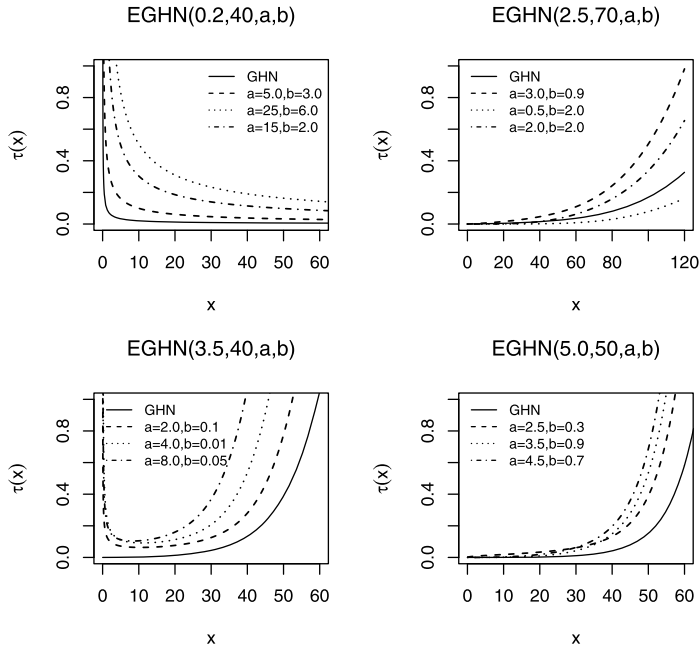 EGHN(0.2,40,a,b)
τ(x)
0.0 0.4 0.8
GHN
a=5.0,b=3.0
a=25,b=6.0
a=15,b=2.0
0 10 20 30 40 50 60
x
EGHN(2.5,70,a,b)
τ(x)
0.0 0.4 0.8
GHN
a=3.0,b=0.9
a=0.5,b=2.0
a=2.0,b=2.0
0 20 40 60 80 120
x
EGHN(3.5,40,a,b)
τ(x)
0.0 0.4 0.8
GHN
a=2.0,b=0.1
a=4.0,b=0.01
a=8.0,b=0.05
0 10 20 30 40 50 60
x
EGHN(5.0,50,a,b)
τ(x)
0.0 0.4 0.8
GHN
a=2.5,b=0.3
a=3.5,b=0.9
a=4.5,b=0.7
0 10 20 30 40 50 60
x